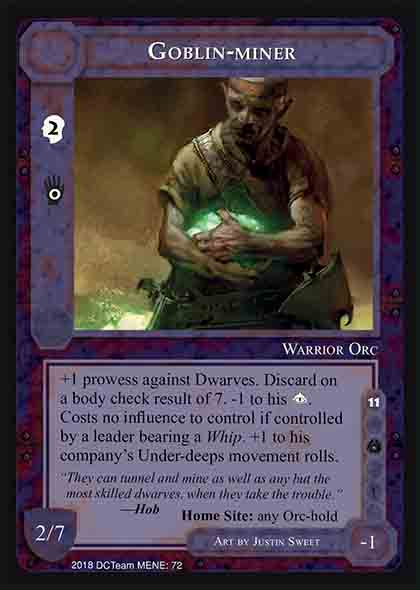 GOBLIN-MINER
2
WARRIOR ORC
+1 prowess against Dwarves. Discard on
a body check result of 7. -1 to his .
Costs no influence to control if controlled
by a leader bearing a Whip. +1 to his
company's Under-deeps movement rolls.
11
“They can tunnel and mine as well as any but the
most skilled dwarves, when they take the trouble.”
—Hob
Home Site: any Orc-hold
2/7
ART BY JUSTIN SWEET
-1
2018 DCTeam MENE: 72